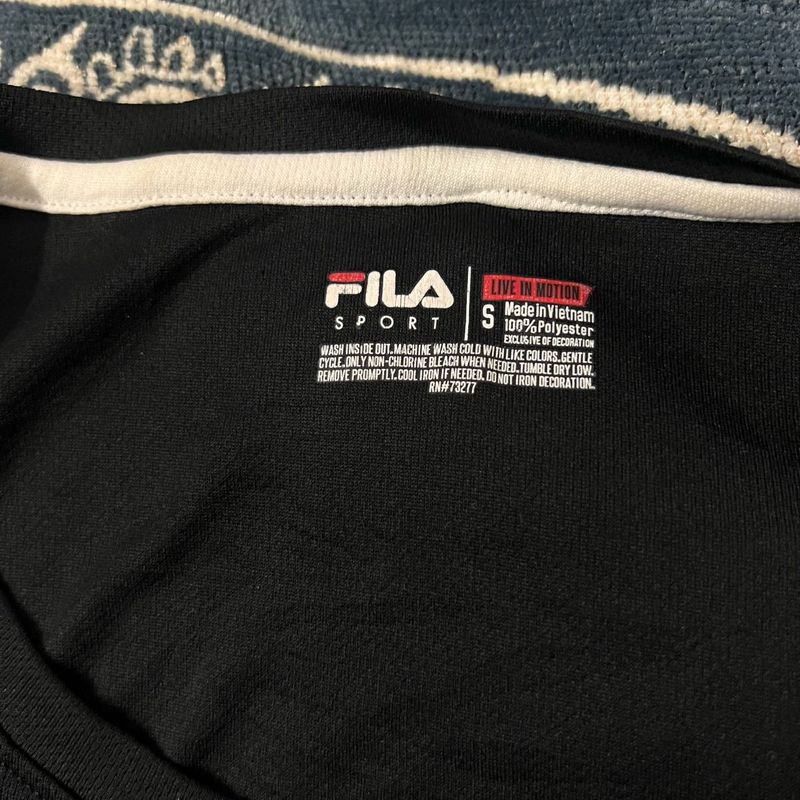 FILA
SPORT
LIVE IN MOTION
S
Made in Vietnam
100% Polyester
EXCLUSIVE OF DECORATION
WASH INSIDE OUT. MACHINE WASH COLD WITH LIKE COLORS. GENTLE
CYCLE. ONLY NON-CHLORINE BLEACH WHEN NEEDED. TUMBLE DRY LOW.
REMOVE PROMPTLY. COOL IRON IF NEEDED. DO NOT IRON DECORATION.
RN#73277